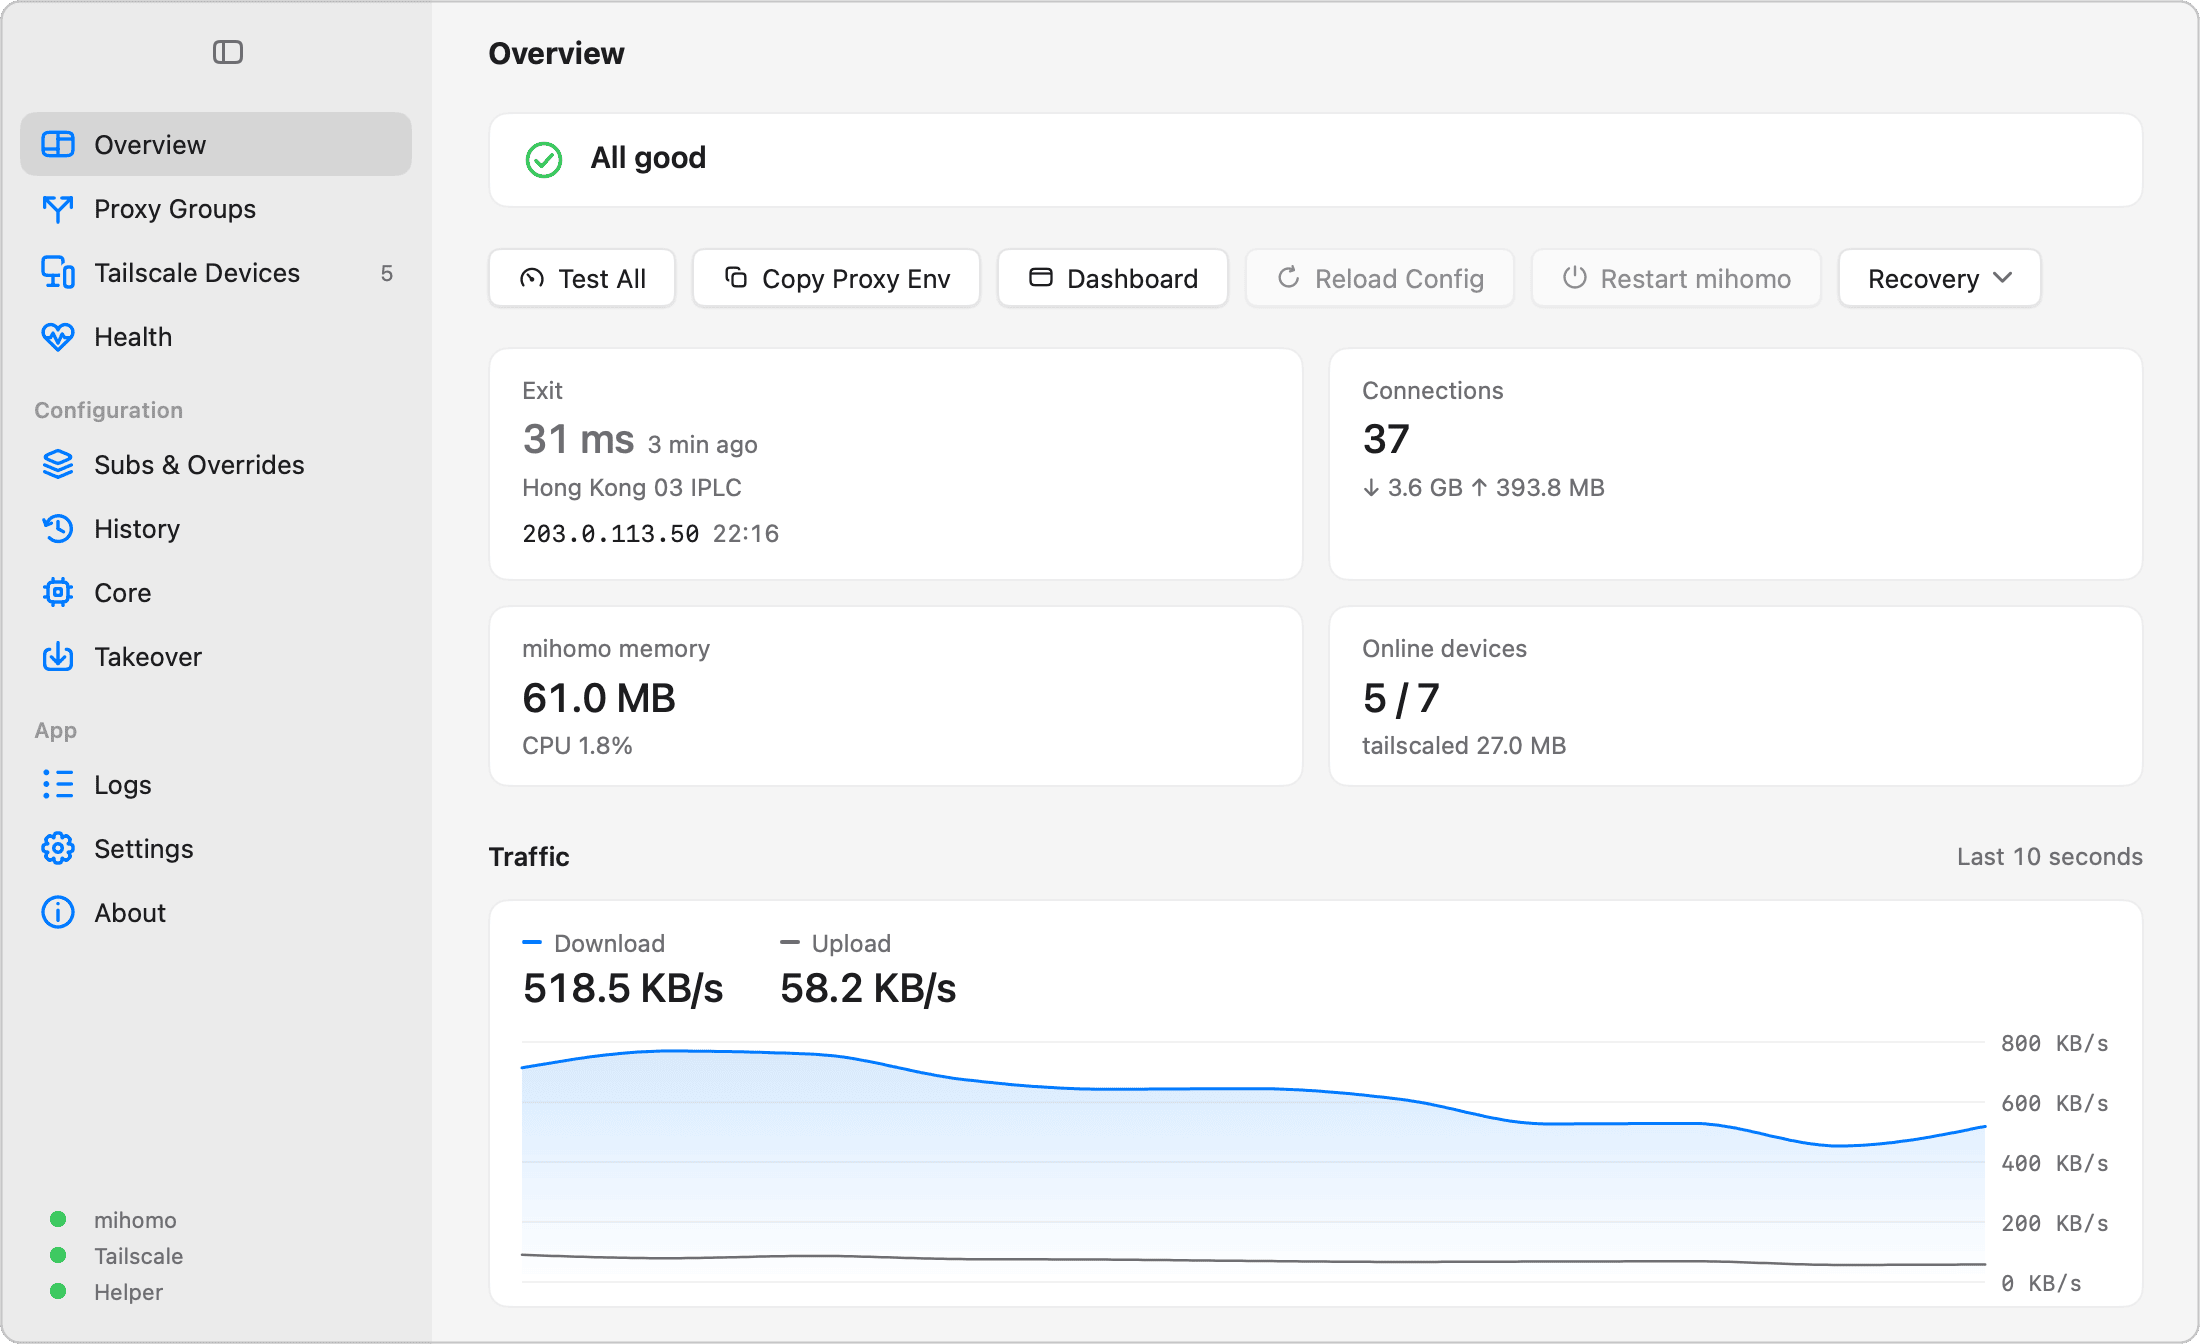 Overview
Proxy Groups
Tailscale Devices 5
Health
Configuration
Subs & Overrides
History
Core
Takeover
App
Logs
Settings
About
mihomo
Tailscale
Helper
Overview
All good
Test All
Copy Proxy Env
Dashboard
Reload Config
Restart mihomo
Recovery
Exit
31 ms 3 min ago
Hong Kong 03 IPLC
203.0.113.50 22:16
Connections
37
↓ 3.6 GB ↑ 393.8 MB
mihomo memory
61.0 MB
CPU 1.8%
Online devices
5 / 7
tailscaled 27.0 MB
Traffic
Last 10 seconds
Download
518.5 KB/s
Upload
58.2 KB/s
800 KB/s
600 KB/s
400 KB/s
200 KB/s
0 KB/s